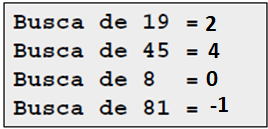 Busca de 19 = 2
Busca de 45 = 4
Busca de 8 = 0
Busca de 81 = -1